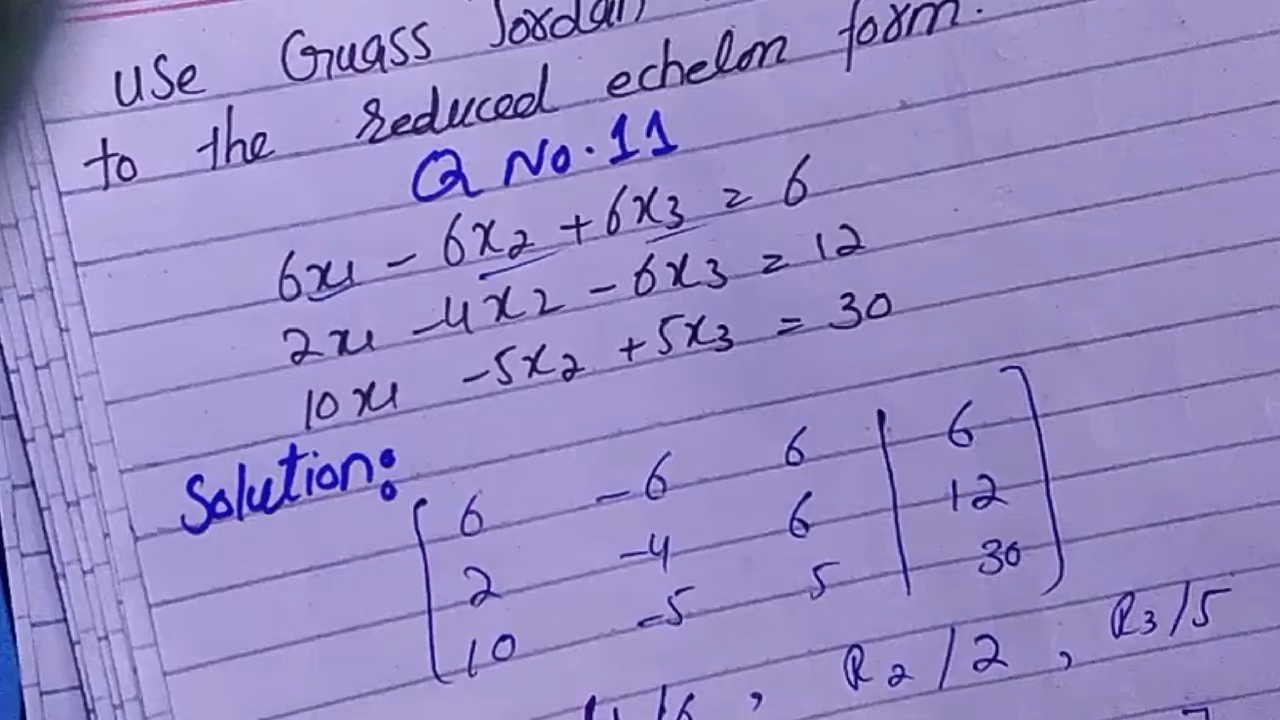 use Guass Jordan
to the reduced echelon form.
Q No. 11
6x1 - 6x2 + 6x3 = 6
2x1 -4x2 - 6x3 = 12
10x1 -5x2 +5x3 = 30
Solution:
6 -6 6 | 6
2 -4 6 | 12
10 -5 5 | 30
R2/2, R3/5